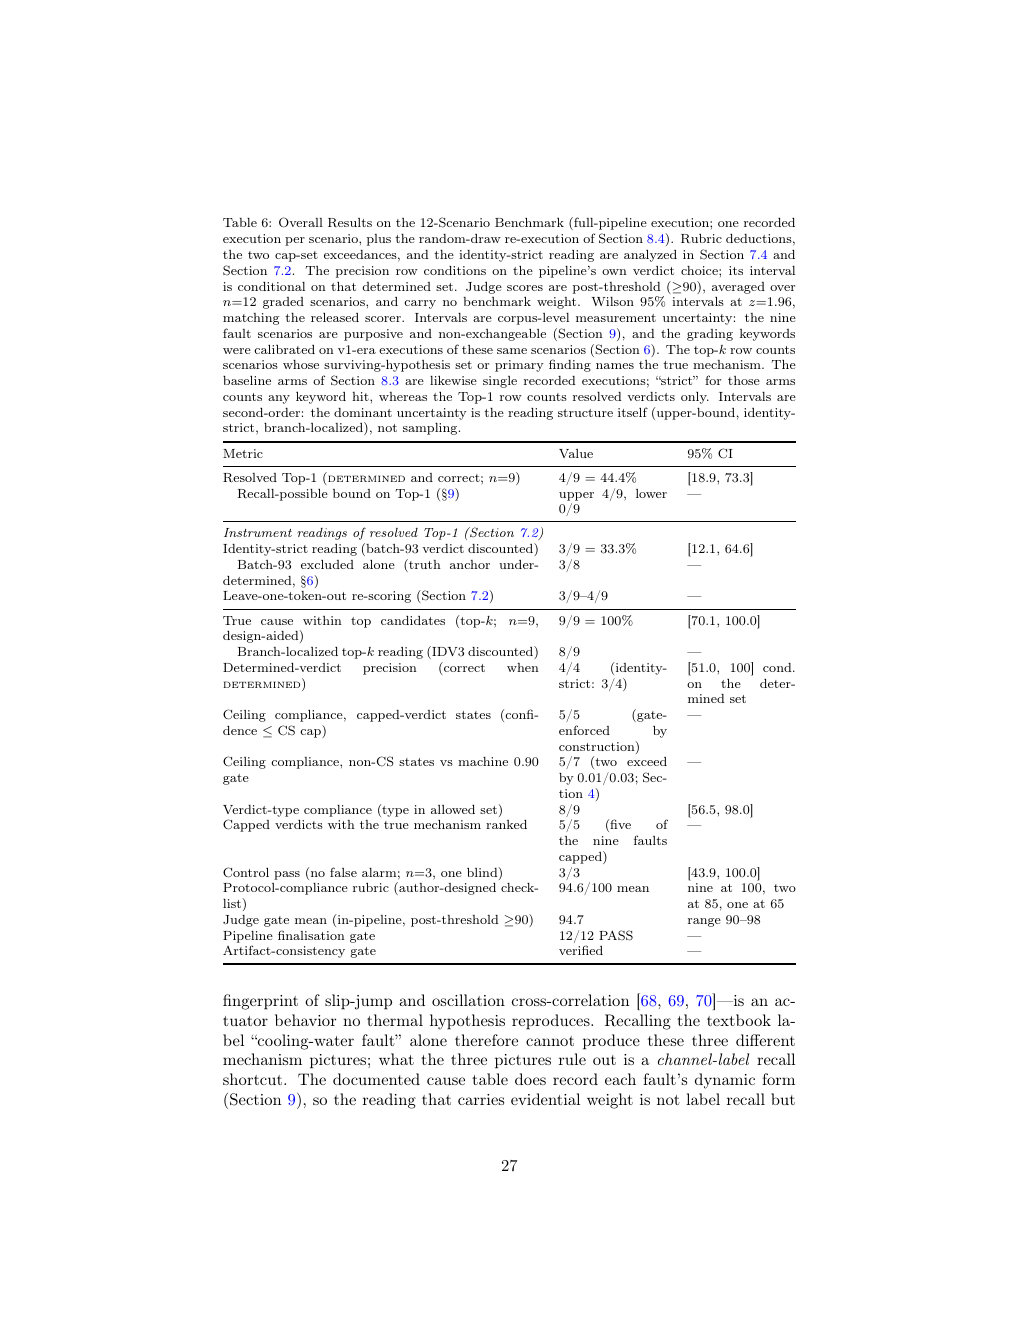 Table 6: Overall Results on the 12-Scenario Benchmark (full-pipeline execution; one recorded
execution per scenario, plus the random-draw re-execution of Section 8.4). Rubric deductions,
the two cap-set exceedances, and the identity-strict reading are analyzed in Section 7.4 and
Section 7.2. The precision row conditions on the pipeline's own verdict choice; its interval
is conditional on that determined set. Judge scores are post-threshold (≥90), averaged over
n=12 graded scenarios, and carry no benchmark weight. Wilson 95% intervals at z=1.96,
matching the released scorer. Intervals are corpus-level measurement uncertainty: the nine
fault scenarios are purposive and non-exchangeable (Section 9), and the grading keywords
were calibrated on v1-era executions of these same scenarios (Section 6). The top-k row counts
scenarios whose surviving-hypothesis set or primary finding names the true mechanism. The
baseline arms of Section 8.3 are likewise single recorded executions; "strict" for those arms
counts any keyword hit, whereas the Top-1 row counts resolved verdicts only. Intervals are
second-order: the dominant uncertainty is the reading structure itself (upper-bound, identity-
strict, branch-localized), not sampling.
Metric Value 95% CI
Resolved Top-1 (DETERMINED and correct; n=9) 4/9 = 44.4% [18.9, 73.3]
Recall-possible bound on Top-1 (§9) upper 4/9, lower —
0/9
Instrument readings of resolved Top-1 (Section 7.2)
Identity-strict reading (batch-93 verdict discounted) 3/9 = 33.3% [12.1, 64.6]
Batch-93 excluded alone (truth anchor under- 3/8 —
determined, §6)
Leave-one-token-out re-scoring (Section 7.2) 3/9–4/9 —
True cause within top candidates (top-k; n=9, 9/9 = 100% [70.1, 100.0]
design-aided)
Branch-localized top-k reading (IDV3 discounted) 8/9 —
Determined-verdict precision (correct when 4/4 (identity- [51.0, 100] cond.
DETERMINED) strict: 3/4) on the deter-
mined set
Ceiling compliance, capped-verdict states (confi- 5/5 (gate- —
dence ≤ CS cap) enforced by
construction)
Ceiling compliance, non-CS states vs machine 0.90 5/7 (two exceed —
gate by 0.01/0.03; Sec-
tion 4)
Verdict-type compliance (type in allowed set) 8/9 [56.5, 98.0]
Capped verdicts with the true mechanism ranked 5/5 (five of —
the nine faults
capped)
Control pass (no false alarm; n=3, one blind) 3/3 [43.9, 100.0]
Protocol-compliance rubric (author-designed check- 94.6/100 mean nine at 100, two
list) at 85, one at 65
Judge gate mean (in-pipeline, post-threshold ≥90) 94.7 range 90–98
Pipeline finalisation gate 12/12 PASS —
Artifact-consistency gate verified —
fingerprint of slip-jump and oscillation cross-correlation [68, 69, 70]—is an ac-
tuator behavior no thermal hypothesis reproduces. Recalling the textbook la-
bel "cooling-water fault" alone therefore cannot produce these three different
mechanism pictures; what the three pictures rule out is a channel-label recall
shortcut. The documented cause table does record each fault's dynamic form
(Section 9), so the reading that carries evidential weight is not label recall but
27